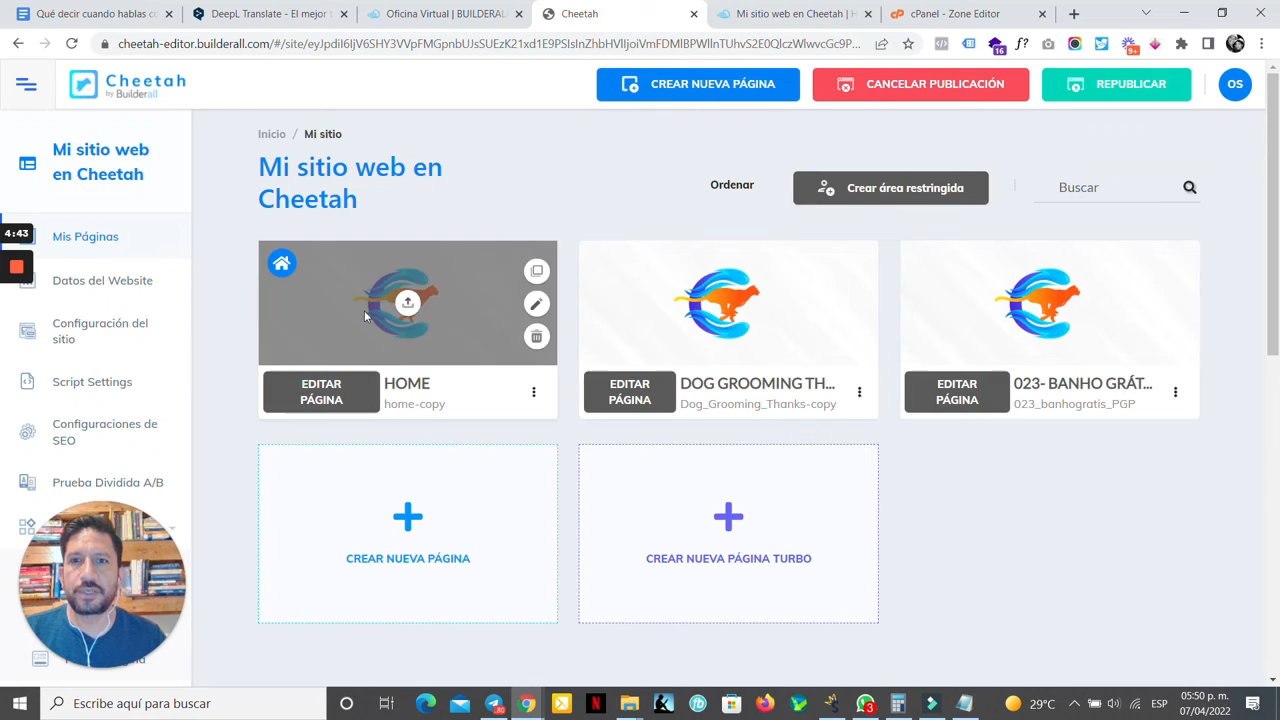 Qué decir cuando hablas c
DeepL Translate - El mejor t
Oficina Virtual | BUILDERALL
Cheetah
Mi sitio web en Cheetah | H
cPanel - Zone Editor
cheetah-editor.builderall.com/#/site/eyJpdiI6IjV6SHY3VVpFMGpnbUJsSUEzK21xd1E9PSIsInZhbHVlIjoiVmFDMlBPWllnTUhvS2E0QlczWlwvcGc9P...
16
9+
Cheetah
by Builderall
CREAR NUEVA PÁGINA
CANCELAR PUBLICACIÓN
REPUBLICAR
OS
Mi sitio web
en Cheetah
Mis Páginas
Datos del Website
Configuración del
sitio
Script Settings
Configuraciones de
SEO
Prueba Dividida A/B
4:43
Inicio / Mi sitio
Mi sitio web en
Cheetah
Ordenar
Crear área restringida
Buscar
EDITAR
PÁGINA
HOME
home-copy
EDITAR
PÁGINA
DOG GROOMING TH...
Dog_Grooming_Thanks-copy
EDITAR
PÁGINA
023- BANHO GRÁT...
023_banhogratis_PGP
CREAR NUEVA PÁGINA
CREAR NUEVA PÁGINA TURBO
Escribe aquí para buscar
80
3
29°C
ESP
05:50 p. m.
07/04/2022